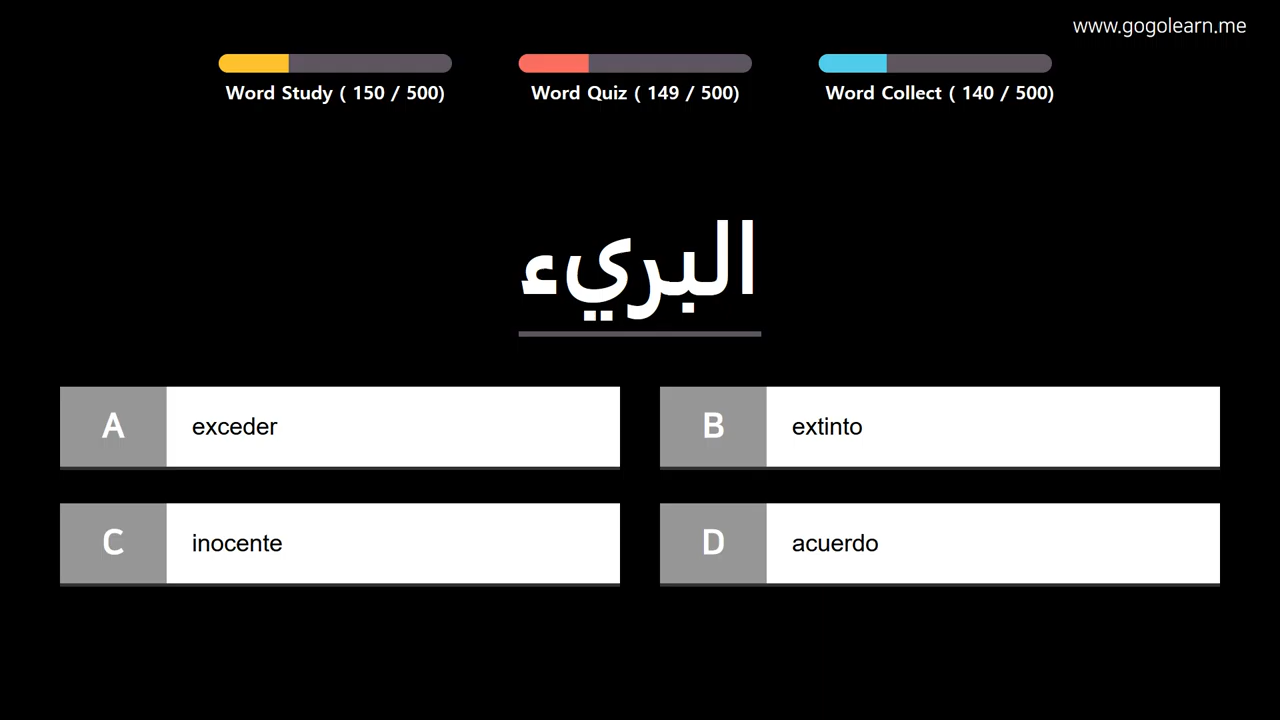 www.gogolearn.me
Word Study ( 150 / 500)
Word Quiz ( 149 / 500)
Word Collect ( 140 / 500)
البريء
A exceder
B extinto
C inocente
D acuerdo